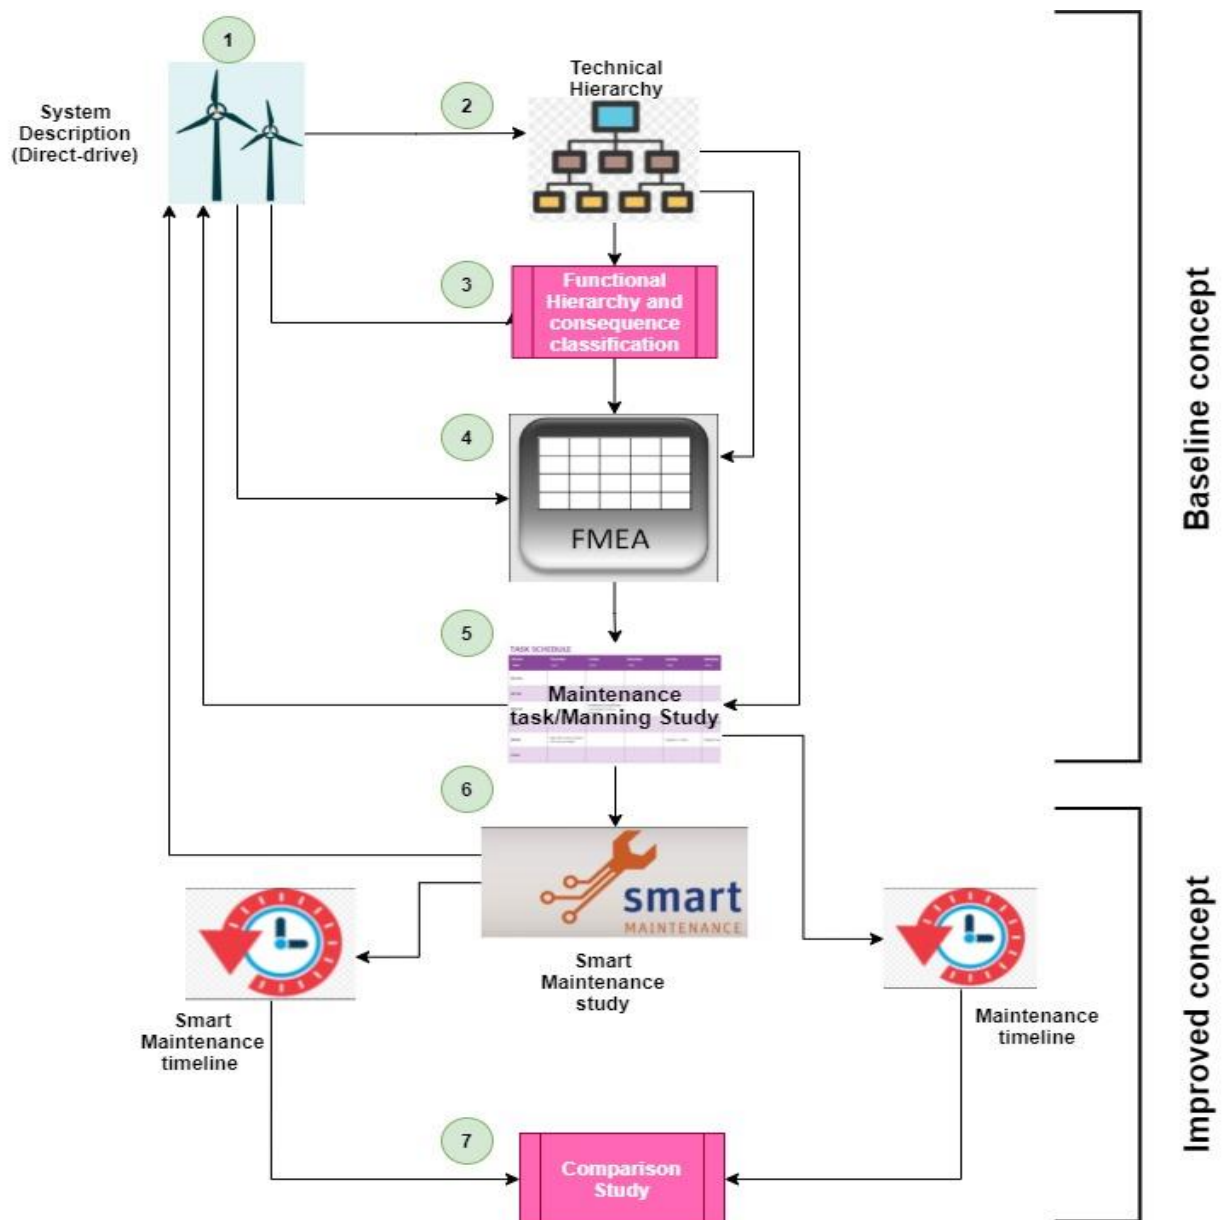 1
System
Description
(Direct-drive)
2
Technical
Hierarchy
3
Functional
Hierarchy and
consequence
classification
4
FMEA
5
TASK SCHEDULE
Maintenance
task/Manning Study
6
smart
MAINTENANCE
Smart
Maintenance
study
Smart
Maintenance
timeline
Maintenance
timeline
7
Comparison
Study
Baseline concept
Improved concept